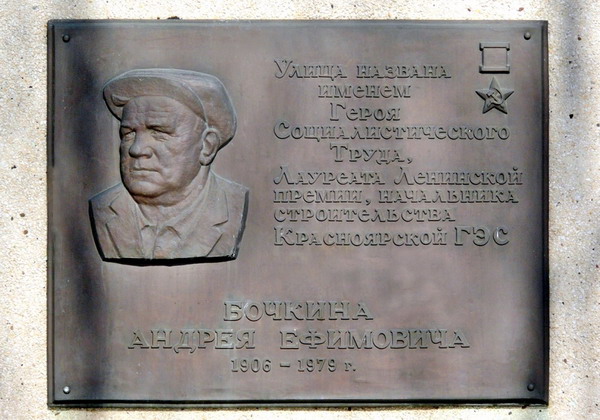 Улица названа
именем
Героя
Социалистического
Труда,
Лауреата Ленинской
премии, начальника
строительства
Красноярской ГЭС
БОЧКИНА
АНДРЕЯ ЕФИМОВИЧА
1906 – 1979 г.